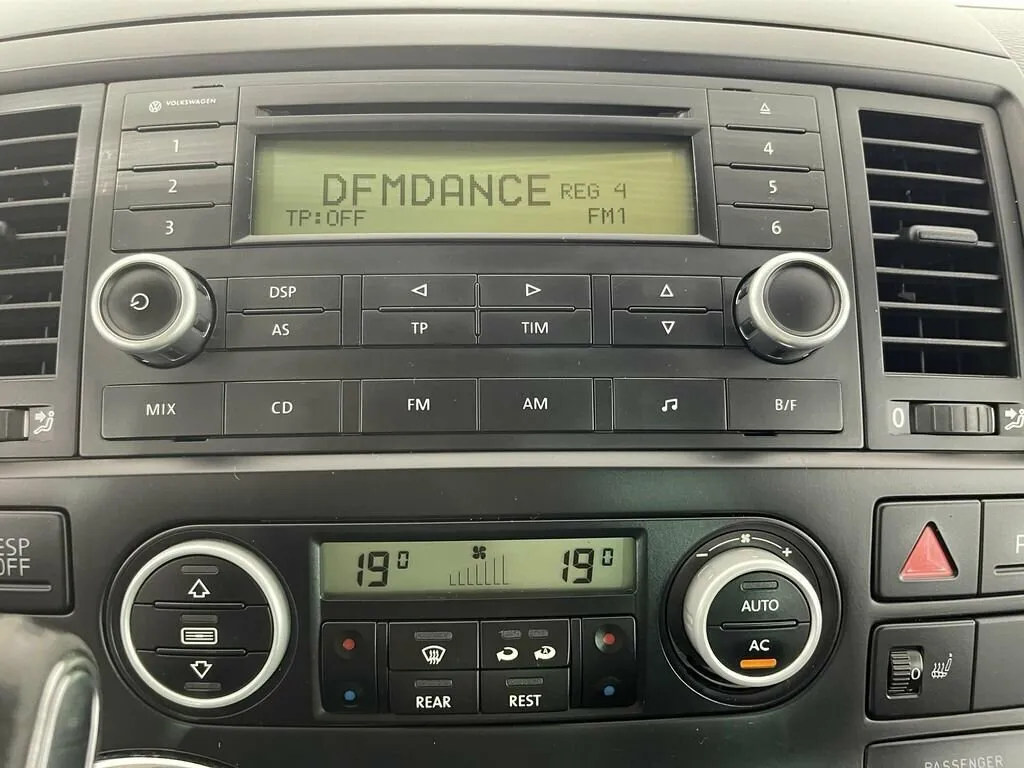 VOLKSWAGEN
1
2
3
4
5
6
DFMDANCE REG 4
TP:OFF FM1
DSP
AS
TP
TIM
MIX
CD
FM
AM
B/F
0
ESP
OFF
19°
19°
AUTO
AC
REAR
REST
0
PASSENGER